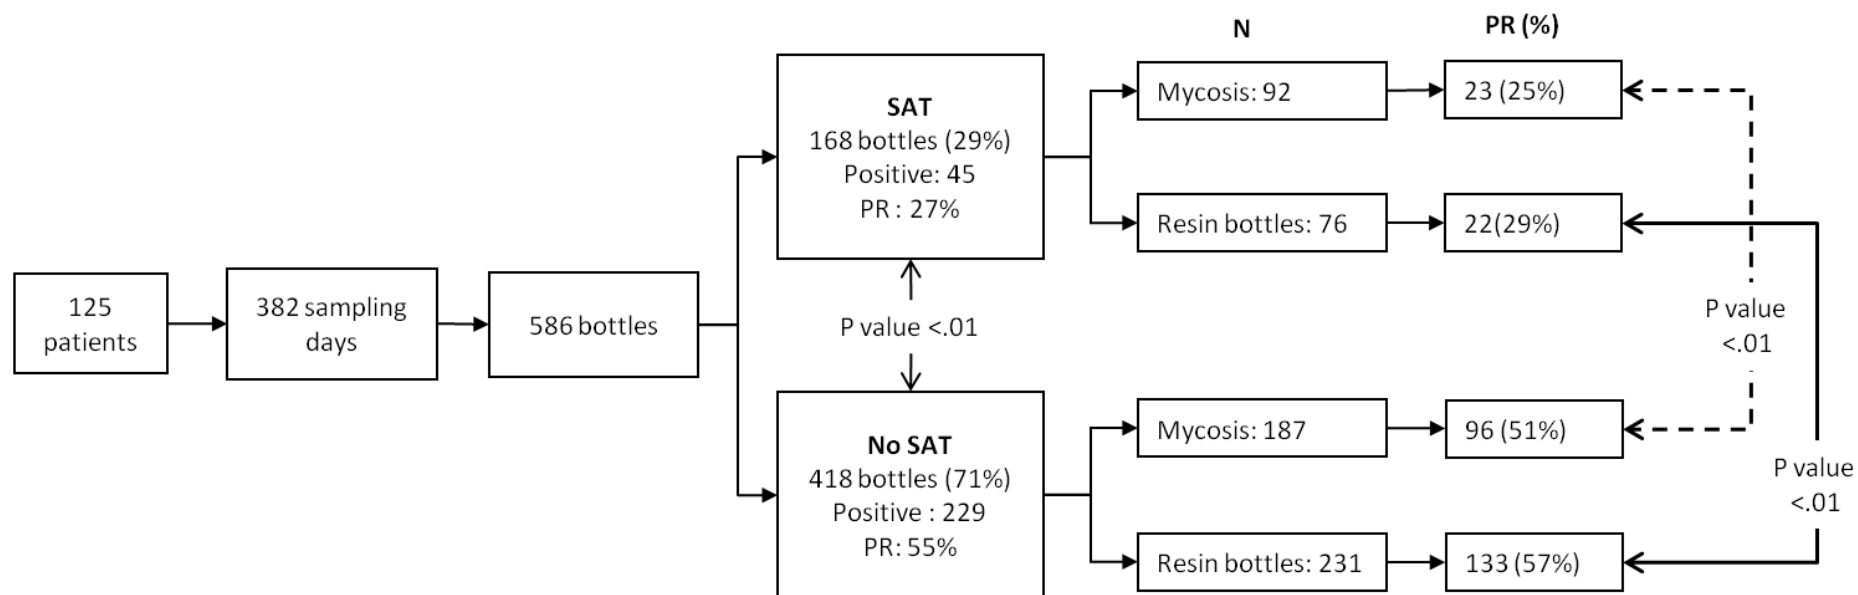 125
patients
382 sampling
days
586 bottles
SAT
168 bottles (29%)
Positive: 45
PR : 27%
P value <.01
No SAT
418 bottles (71%)
Positive : 229
PR: 55%
N
PR (%)
Mycosis: 92
23 (25%)
Resin bottles: 76
22(29%)
Mycosis: 187
96 (51%)
Resin bottles: 231
133 (57%)
P value
<.01
P value
<.01